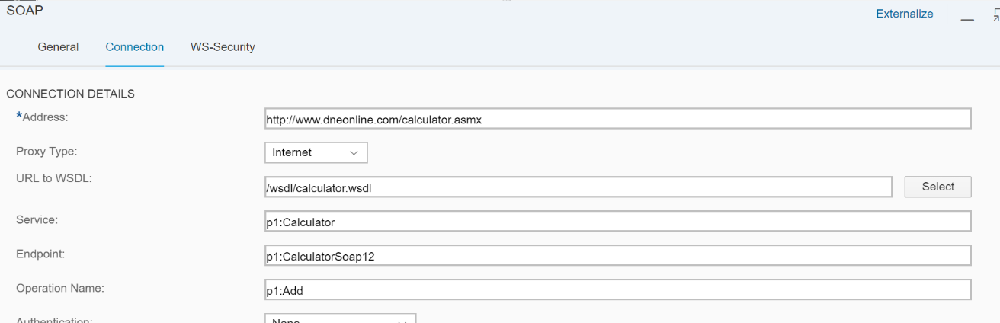 SOAP
Externalize
General Connection WS-Security
CONNECTION DETAILS
*Address: http://www.dneonline.com/calculator.asmx
Proxy Type: Internet
URL to WSDL: /wsdl/calculator.wsdl Select
Service: p1:Calculator
Endpoint: p1:CalculatorSoap12
Operation Name: p1:Add
Authentication: None